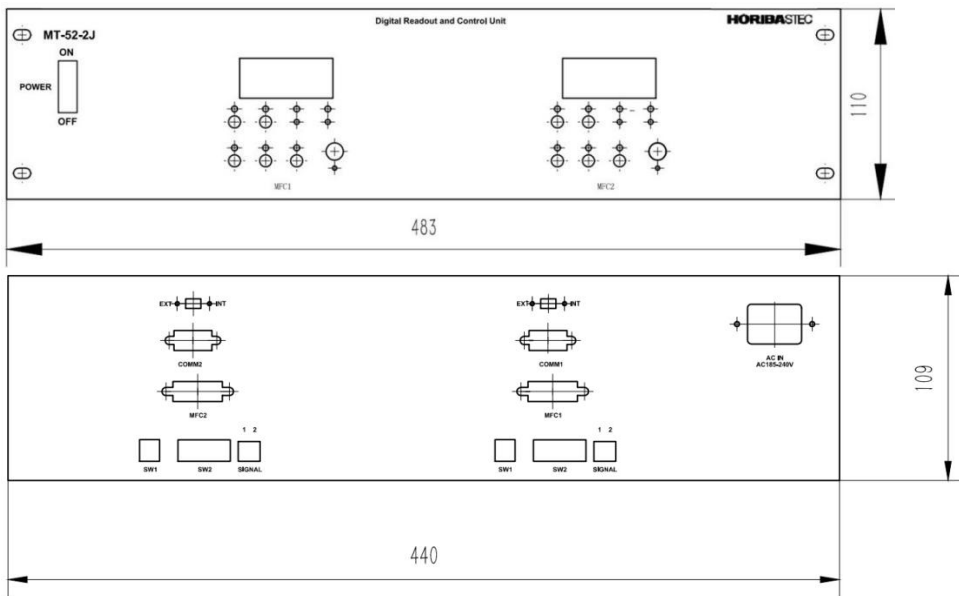 Digital Readout and Control Unit
HORIBASTEC
MT-52-2J
ON
POWER
OFF
MFC1
MFC2
110
483
EXT
INT
EXT
INT
COMM2
COMM1
AC IN
AC185-240V
MFC2
MFC1
1 2
1 2
SW1
SW2
SIGNAL
SW1
SW2
SIGNAL
109
440